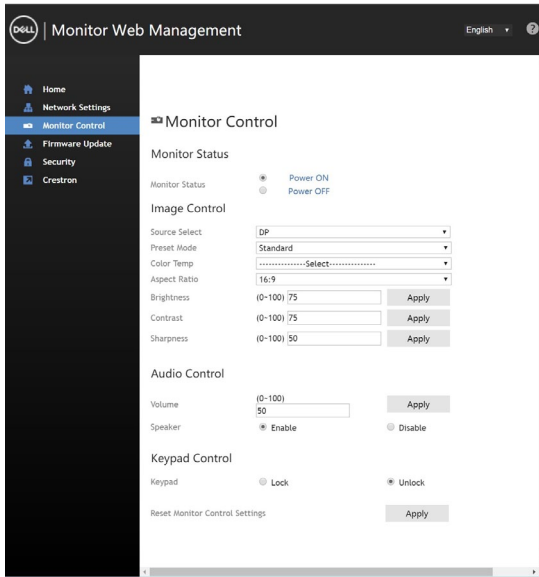 DELL | Monitor Web Management
English
?
Home
Network Settings
Monitor Control
Firmware Update
Security
Crestron
Monitor Control
Monitor Status
Monitor Status
Power ON
Power OFF
Image Control
Source Select DP
Preset Mode Standard
Color Temp ---------------Select---------------
Aspect Ratio 16:9
Brightness (0~100) 75 Apply
Contrast (0~100) 75 Apply
Sharpness (0~100) 50 Apply
Audio Control
(0~100)
Volume 50 Apply
Speaker Enable Disable
Keypad Control
Keypad Lock Unlock
Reset Monitor Control Settings Apply